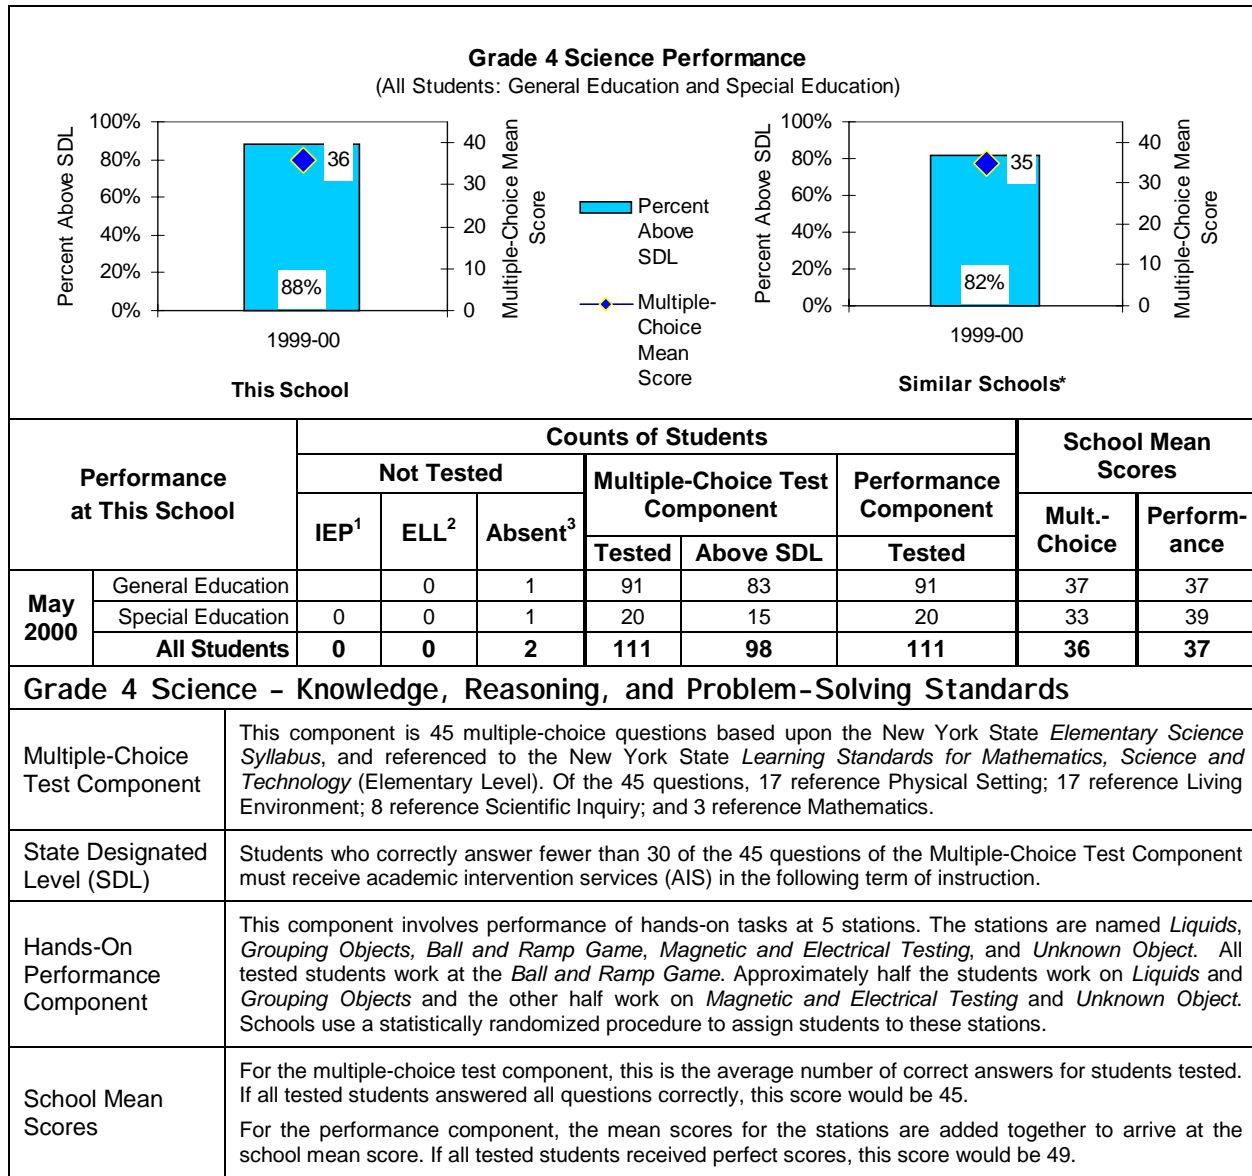 Grade 4 Science Performance
(All Students: General Education and Special Education)
Percent Above SDL
100%
80%
60%
40%
20%
0%
36
88%
40
30
20
10
0
Multiple-Choice Mean
Score
1999-00
This School
Percent
Above
SDL
Multiple-
Choice
Mean
Score
Percent Above SDL
100%
80%
60%
40%
20%
0%
35
82%
40
30
20
10
0
Multiple-Choice Mean
Score
1999-00
Similar Schools*
Performance
at This School
Counts of Students
School Mean
Scores
Not Tested
Multiple-Choice Test
Component
Performance
Component
IEP1
ELL2
Absent3
Mult.-
Choice
Perform-
ance
Tested
Above SDL
Tested
May
2000
General Education 0 1 91 83 91 37 37
Special Education 0 0 1 20 15 20 33 39
All Students 0 0 2 111 98 111 36 37
Grade 4 Science – Knowledge, Reasoning, and Problem-Solving Standards
Multiple-Choice
Test Component
This component is 45 multiple-choice questions based upon the New York State Elementary Science
Syllabus, and referenced to the New York State Learning Standards for Mathematics, Science and
Technology (Elementary Level). Of the 45 questions, 17 reference Physical Setting; 17 reference Living
Environment; 8 reference Scientific Inquiry; and 3 reference Mathematics.
State Designated
Level (SDL)
Students who correctly answer fewer than 30 of the 45 questions of the Multiple-Choice Test Component
must receive academic intervention services (AIS) in the following term of instruction.
Hands-On
Performance
Component
This component involves performance of hands-on tasks at 5 stations. The stations are named Liquids,
Grouping Objects, Ball and Ramp Game, Magnetic and Electrical Testing, and Unknown Object. All
tested students work at the Ball and Ramp Game. Approximately half the students work on Liquids and
Grouping Objects and the other half work on Magnetic and Electrical Testing and Unknown Object.
Schools use a statistically randomized procedure to assign students to these stations.
School Mean
Scores
For the multiple-choice test component, this is the average number of correct answers for students tested.
If all tested students answered all questions correctly, this score would be 45.
For the performance component, the mean scores for the stations are added together to arrive at the
school mean score. If all tested students received perfect scores, this score would be 49.